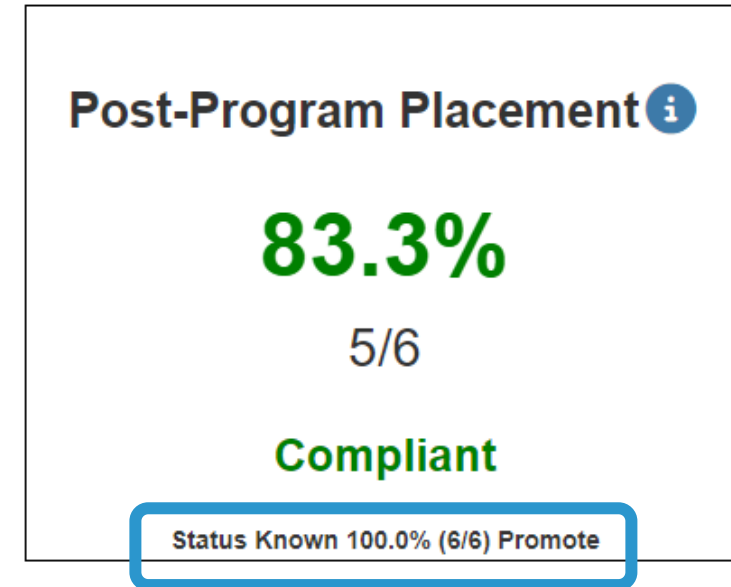 Post-Program Placement i
83.3%
5/6
Compliant
Status Known 100.0% (6/6) Promote